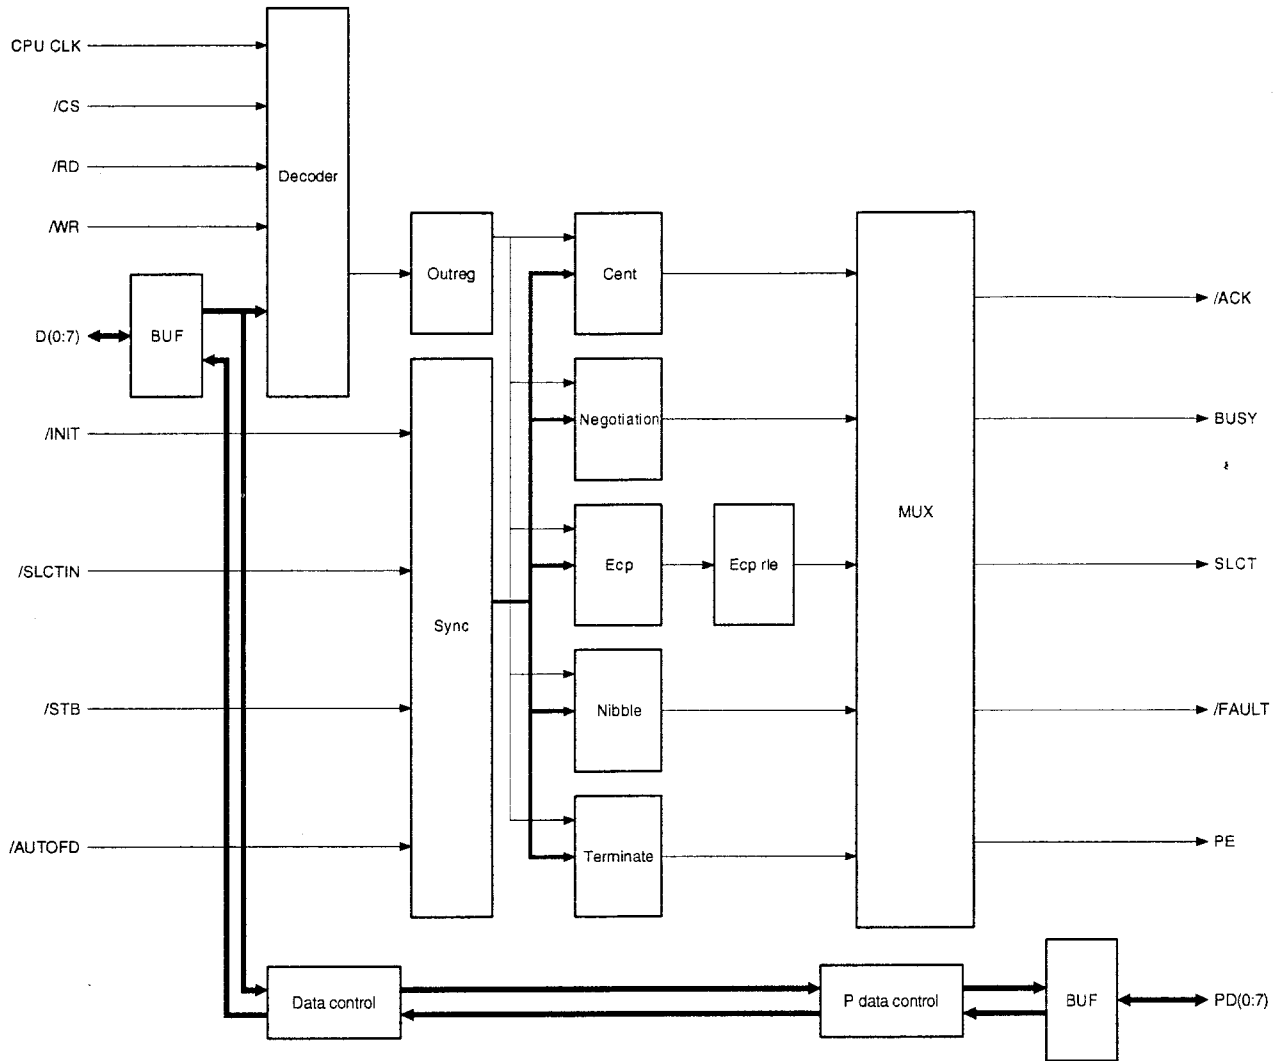 CPU CLK
/CS
/RD
Decoder
/WR
Outreg
Cent
/ACK
D(0:7)
BUF
/INIT
Negotiation
BUSY
MUX
/SLCTIN
Ecp
Ecp rle
SLCT
Sync
/STB
Nibble
/FAULT
/AUTOFD
Terminate
PE
Data control
P data control
BUF
PD(0:7)